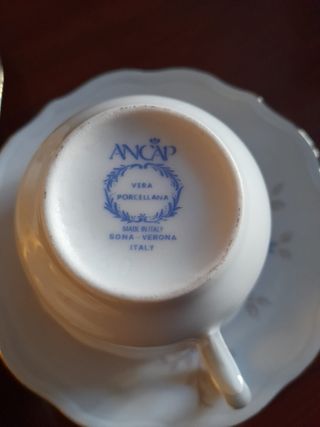 ANCAP
VERA
PORCELLANA
MADE IN ITALY
SONA - VERONA
ITALY